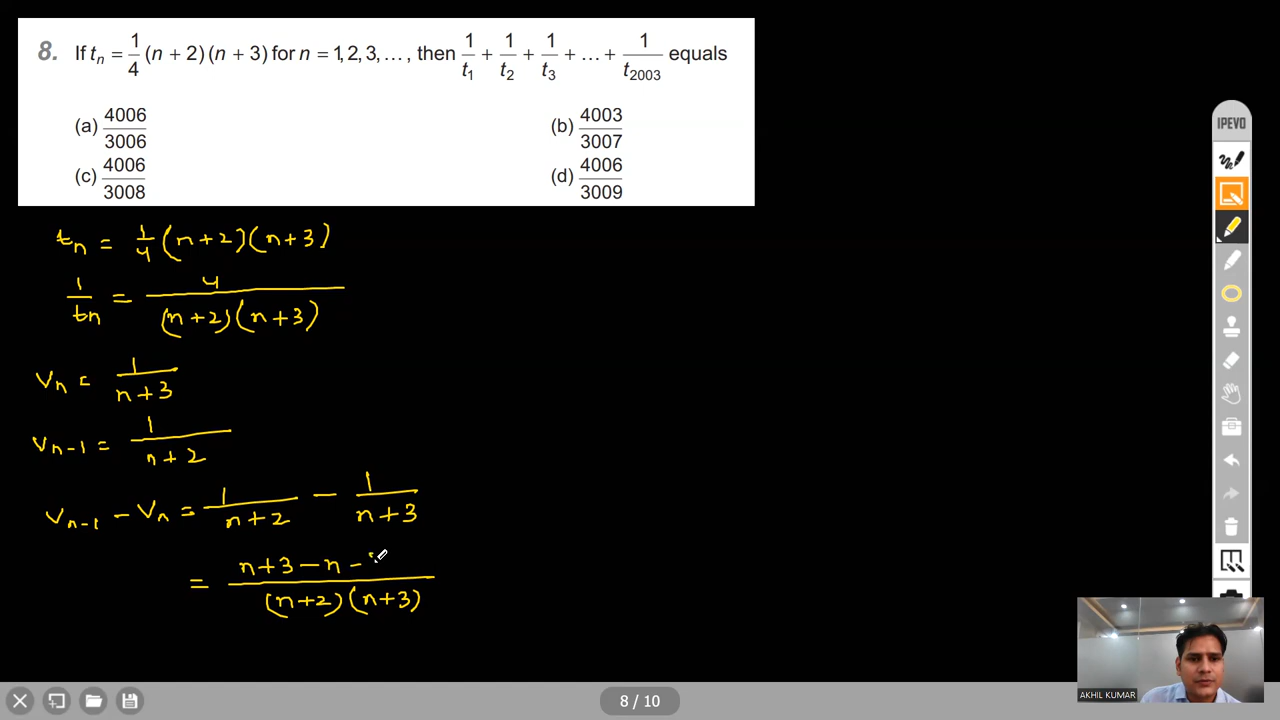 8. If tₙ = 1/4 (n + 2) (n + 3) for n = 1, 2, 3, ..., then 1/t₁ + 1/t₂ + 1/t₃ + ... + 1/t₂₀₀₃ equals
(a) 4006/3006 (b) 4003/3007
(c) 4006/3008 (d) 4006/3009
tₙ = 1/4 (n+2)(n+3)
1/tₙ = 4/((n+2)(n+3))
Vₙ = 1/(n+3)
Vₙ₋₁ = 1/(n+2)
Vₙ₋₁ - Vₙ = 1/(n+2) - 1/(n+3)
= (n+3-n-)/((n+2)(n+3))
IPEVO
AKHIL KUMAR
8 / 10